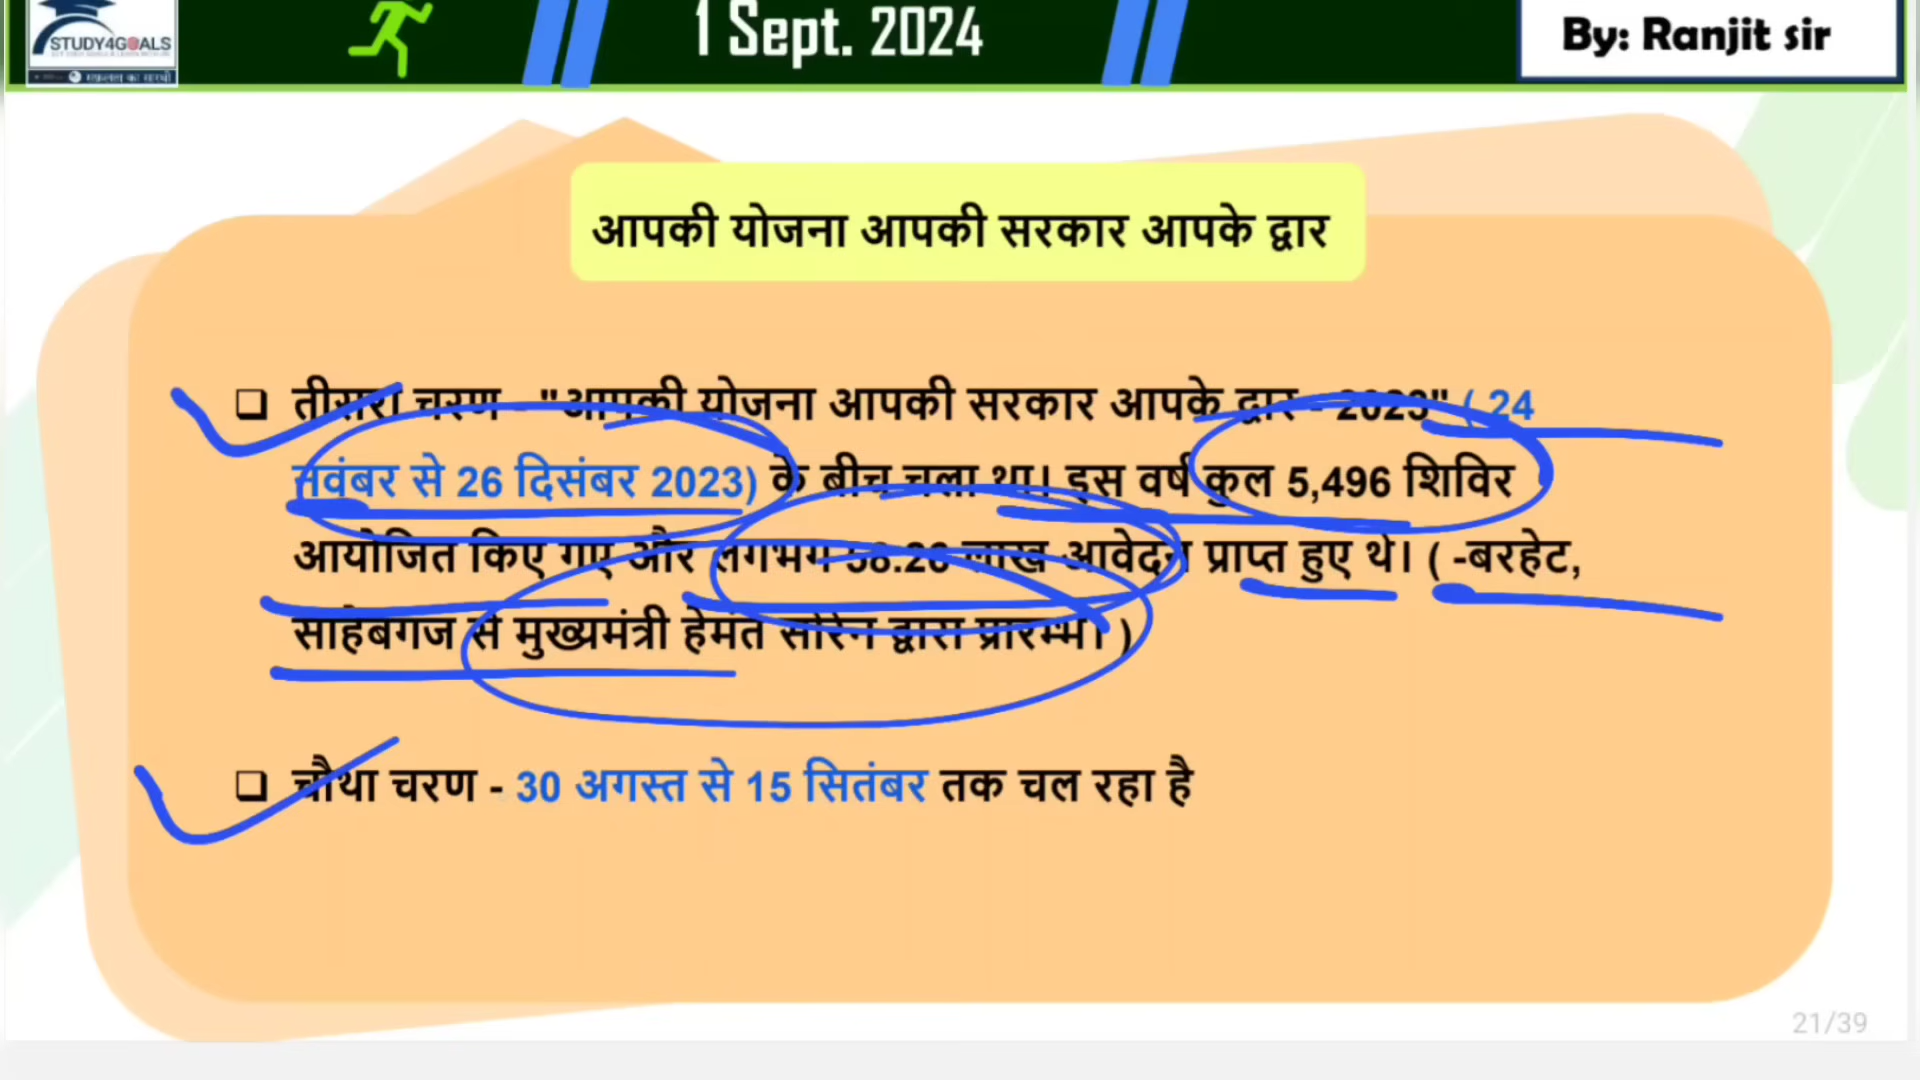 STUDY4GOALS
सफलता का सारथी
1 Sept. 2024
By: Ranjit sir
आपकी योजना आपकी सरकार आपके द्वार
तीसरा चरण - "आपकी योजना आपकी सरकार आपके द्वार - 2023" ( 24
नवंबर से 26 दिसंबर 2023) के बीच चला था। इस वर्ष कुल 5,496 शिविर
आयोजित किए गए और लगभग 58.26 लाख आवेदन प्राप्त हुए थे। ( -बरहेट,
साहेबगंज से मुख्यमंत्री हेमंत सोरेन द्वारा प्रारम्भ। )
चौथा चरण - 30 अगस्त से 15 सितंबर तक चल रहा है
21/39